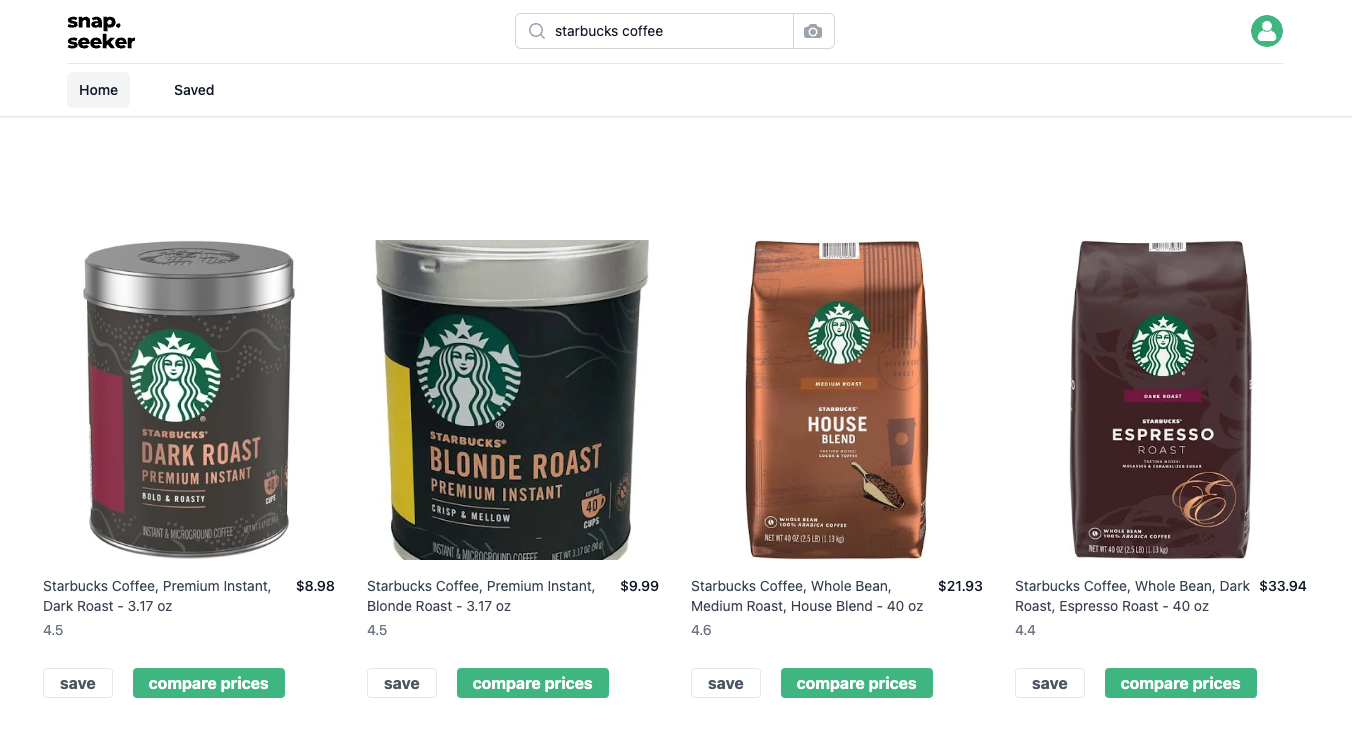 snap.
seeker
starbucks coffee
Home
Saved
STARBUCKS®
DARK ROAST
PREMIUM INSTANT
BOLD & ROASTY
UP TO
40
CUPS
INSTANT & MICROGROUND COFFEE
STARBUCKS®
BLONDE ROAST
PREMIUM INSTANT
CRISP & MELLOW
UP TO
40
CUPS
INSTANT & MICROGROUND COFFEE
NET WT 3.17 OZ (90 g)
MEDIUM ROAST
STARBUCKS®
HOUSE
BLEND
TASTING NOTES:
COCOA & TOFFEE
WHOLE BEAN
100% ARABICA COFFEE
NET WT 40 OZ (2.5 LB) (1.13 kg)
DARK ROAST
STARBUCKS®
ESPRESSO
ROAST
TASTING NOTES:
MOLASSES & CARAMELIZED SUGAR
E
WHOLE BEAN
100% ARABICA COFFEE
NET WT 40 OZ (2.5 LB) (1.13 kg)
Starbucks Coffee, Premium Instant, $8.98
Dark Roast - 3.17 oz
4.5
save compare prices
Starbucks Coffee, Premium Instant, $9.99
Blonde Roast - 3.17 oz
4.5
save compare prices
Starbucks Coffee, Whole Bean, $21.93
Medium Roast, House Blend - 40 oz
4.6
save compare prices
Starbucks Coffee, Whole Bean, Dark $33.94
Roast, Espresso Roast - 40 oz
4.4
save compare prices